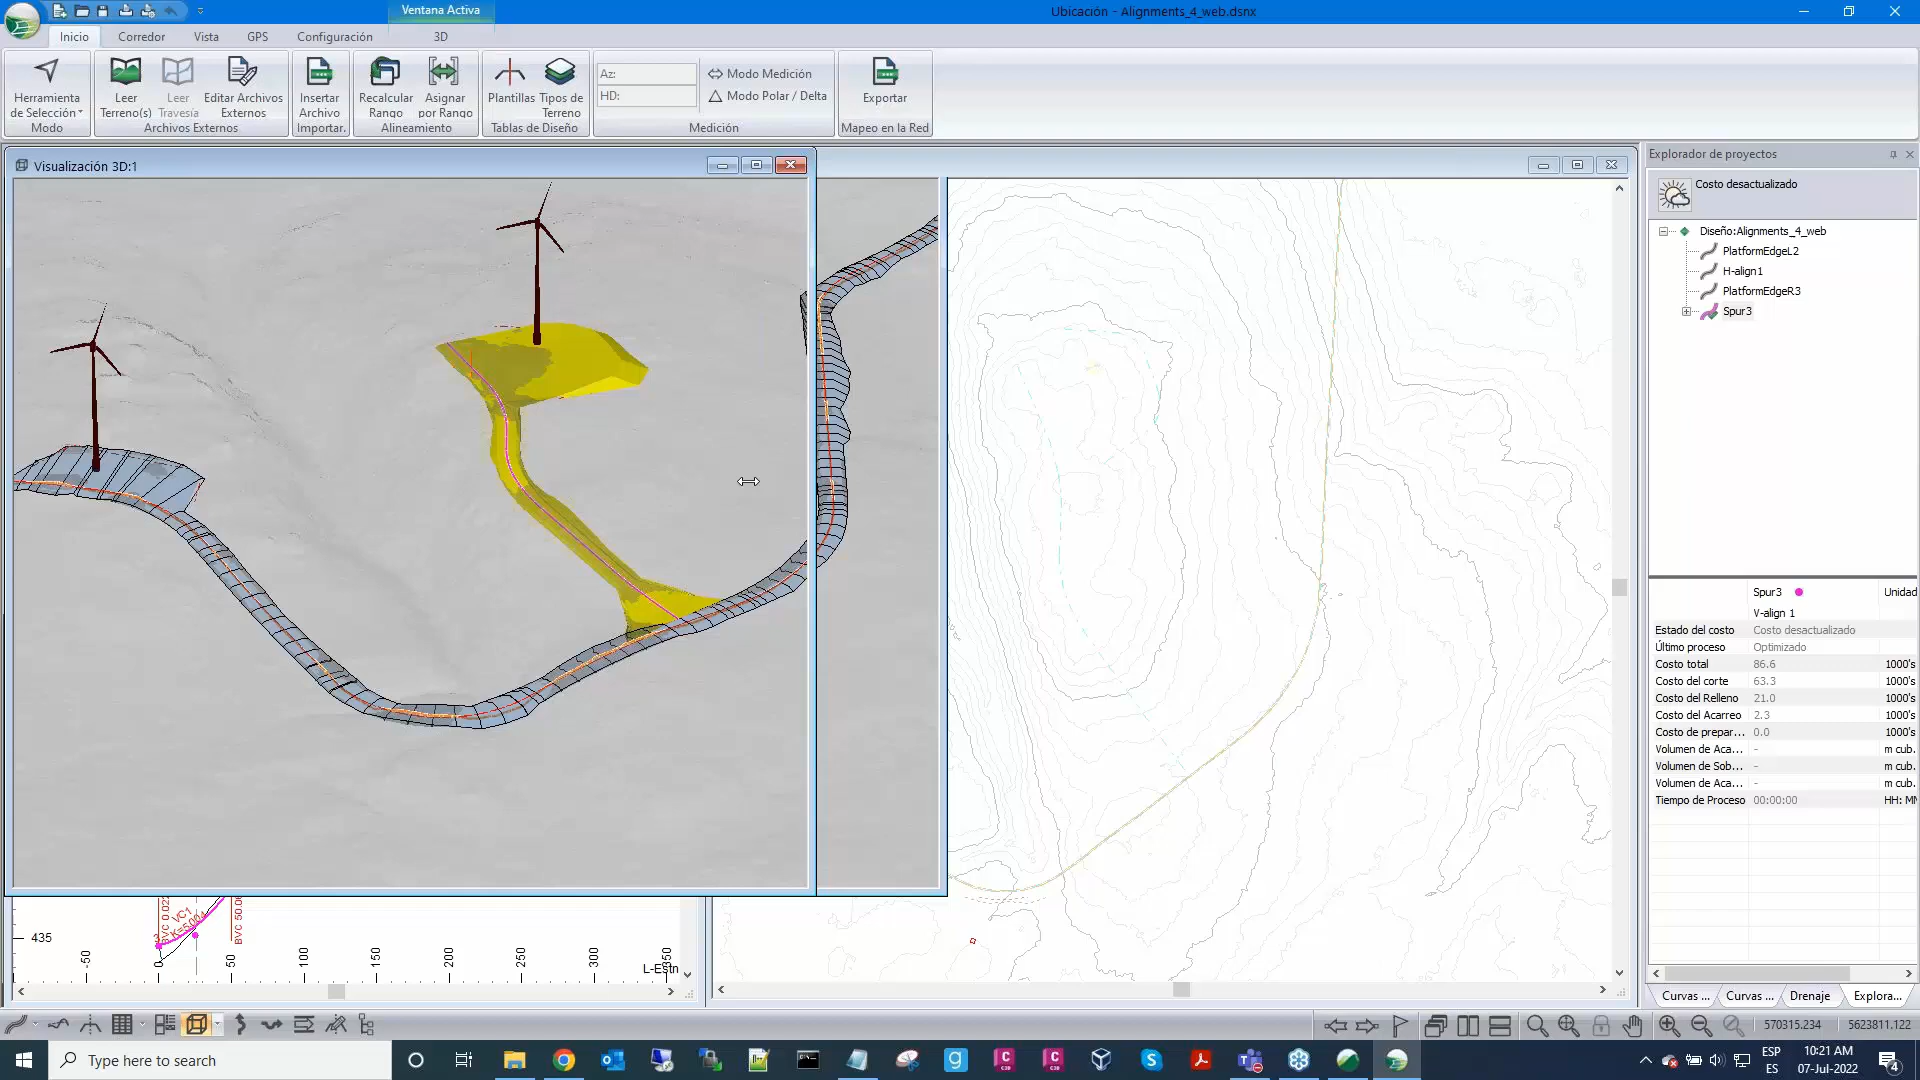 Ventana Activa
Ubicación - Alignments_4_web.dsnx
Inicio
Corredor
Vista
GPS
Configuración
3D
Herramienta de Selección
Modo
Leer Terreno(s)
Leer Travesía
Editar Archivos Externos
Archivos Externos
Insertar Archivo
Importar.
Recalcular Rango
Asignar por Rango
Alineamiento
Plantillas
Tipos de Terreno
Tablas de Diseño
Az:
HD:
Modo Medición
Modo Polar / Delta
Medición
Exportar
Mapeo en la Red
Visualización 3D:1
Explorador de proyectos
Costo desactualizado
Diseño:Alignments_4_web
PlatformEdgeL2
H-align1
PlatformEdgeR3
Spur3
Spur3 Unidad
V-align 1
Estado del costo Costo desactualizado
Último proceso Optimizado
Costo total 86.6 1000's
Costo del corte 63.3 1000's
Costo del Relleno 21.0 1000's
Costo del Acarreo 2.3 1000's
Costo de prepar... 0.0 1000's
Volumen de Aca... - m cub.
Volumen de Sob... - m cub.
Volumen de Aca... - m cub.
Tiempo de Proceso 00:00:00 HH: MM
435
VC1
BVC 50.00
-50
0
50
100
150
200
250
300
350
L-Estn
Curvas ...
Curvas ...
Drenaje
Explora...
570315.234
5623811.122
Type here to search
ESP
ES
10:21 AM
07-Jul-2022
4